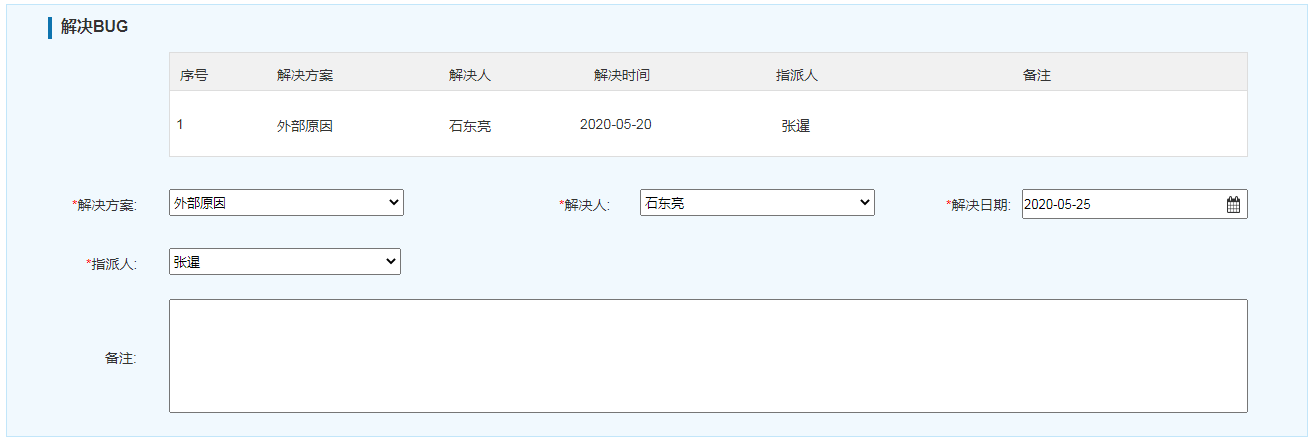 解决BUG
序号 解决方案 解决人 解决时间 指派人 备注
1 外部原因 石东亮 2020-05-20 张暹
*解决方案: 外部原因 *解决人: 石东亮 *解决日期: 2020-05-25
*指派人: 张暹
备注: